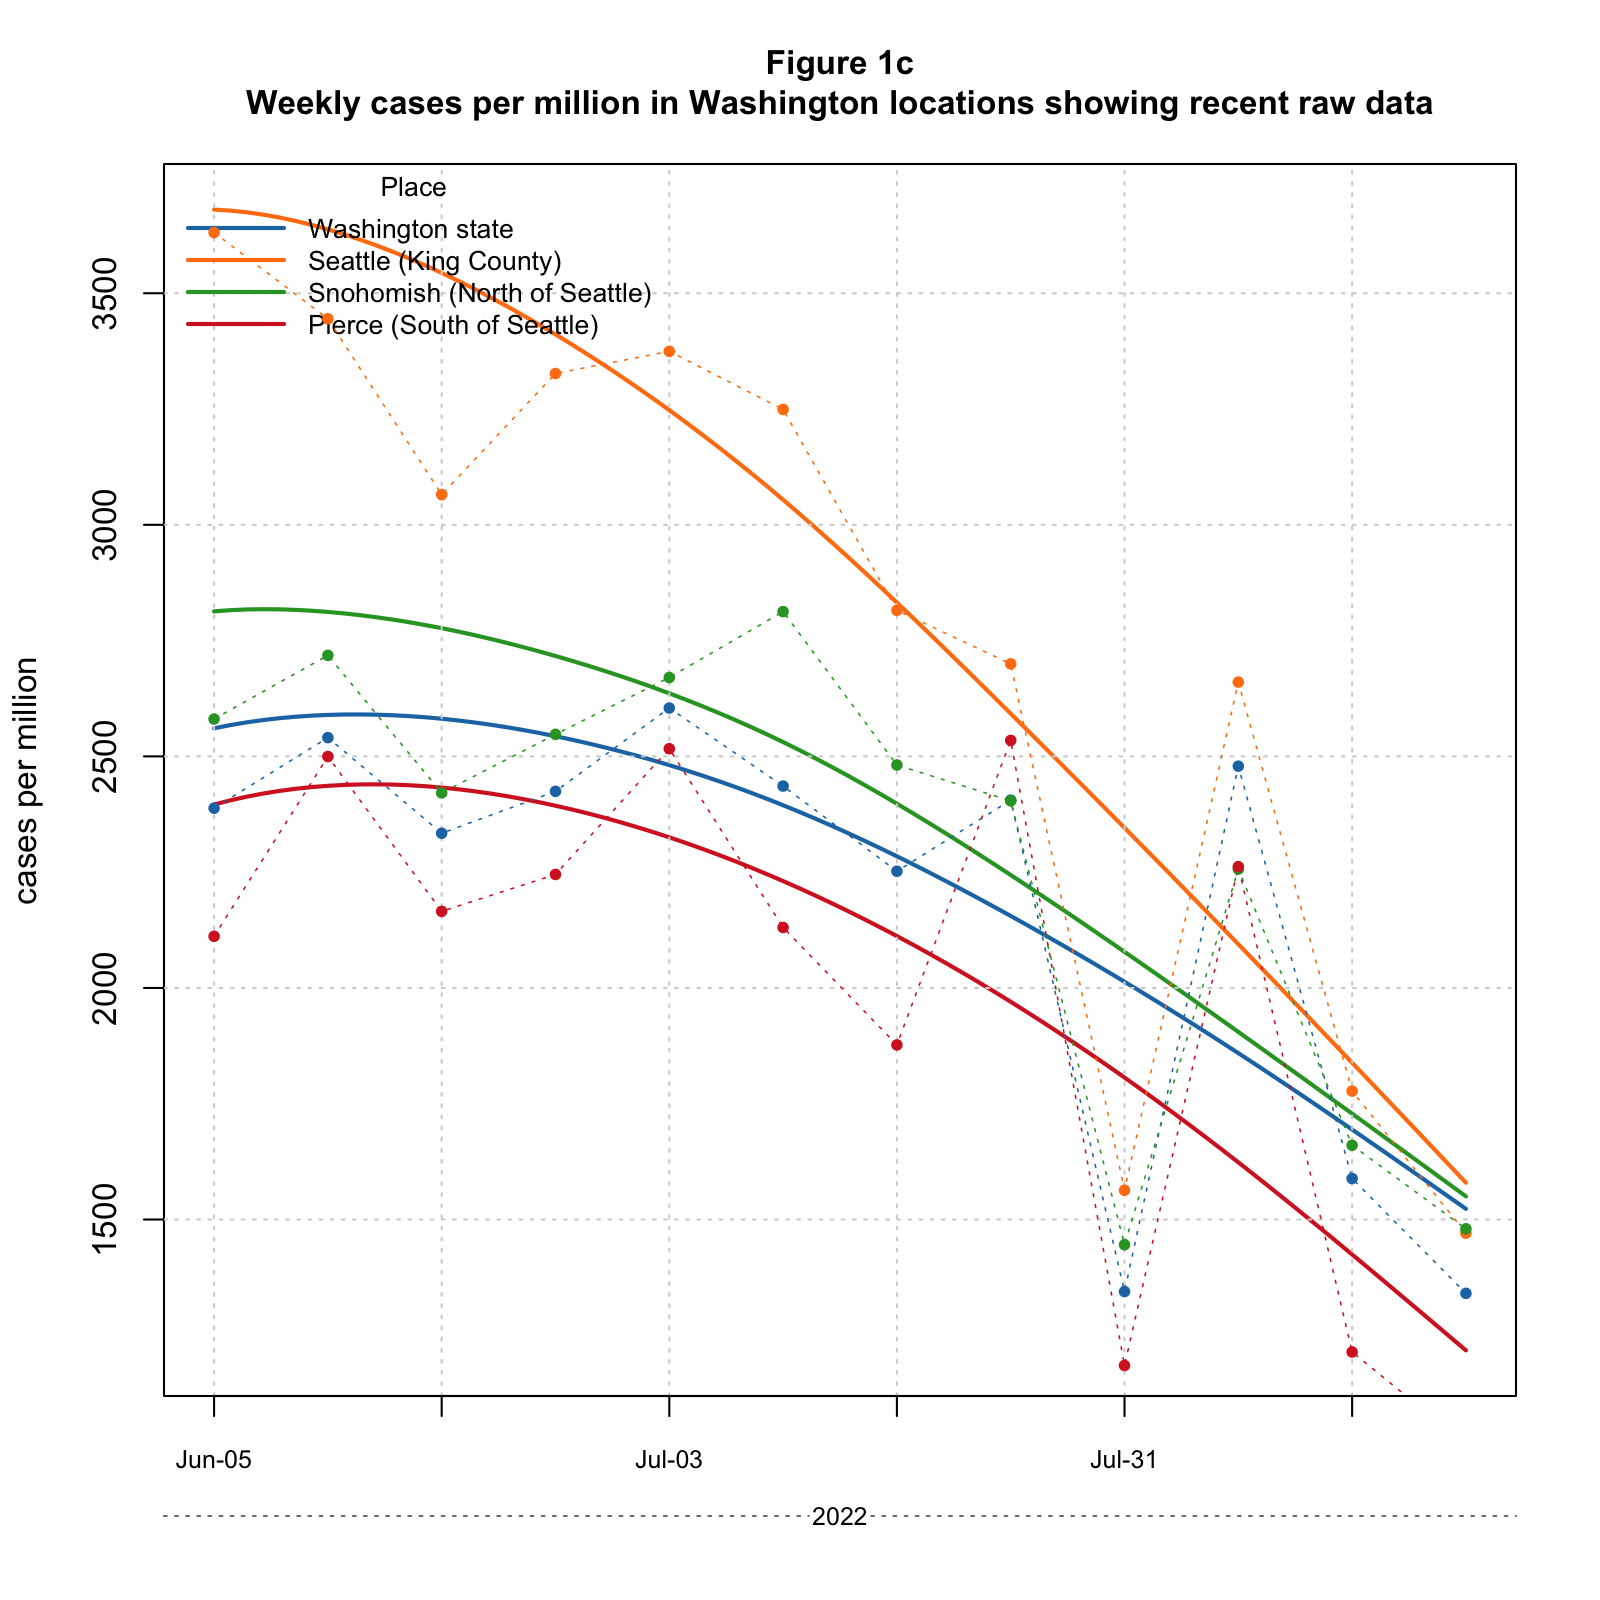 Figure 1c
Weekly cases per million in Washington locations showing recent raw data
Place
Washington state
Seattle (King County)
Snohomish (North of Seattle)
Pierce (South of Seattle)
cases per million
3500
3000
2500
2000
1500
Jun-05
Jul-03
Jul-31
2022